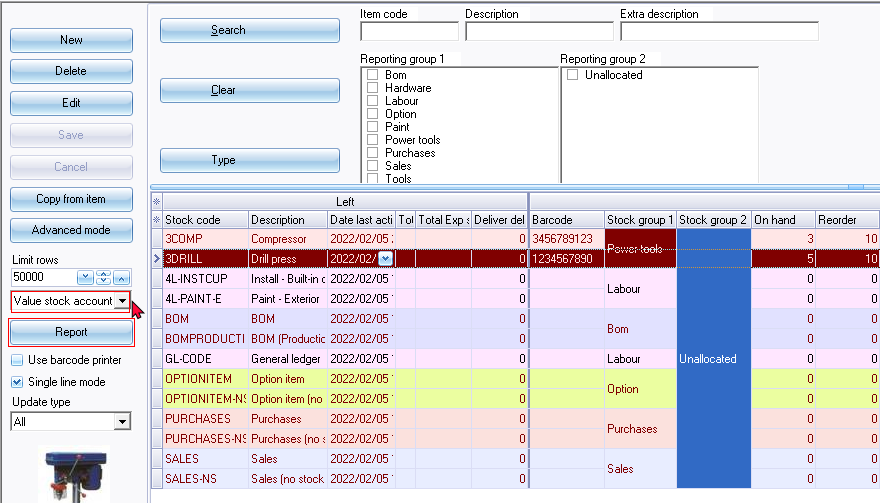 New
Delete
Edit
Save
Cancel
Copy from item
Advanced mode
Limit rows
50000
Value stock account
Report
Use barcode printer
Single line mode
Update type
All
Search
Clear
Type
Item code
Description
Extra description
Reporting group 1
Bom
Hardware
Labour
Option
Paint
Power tools
Purchases
Sales
Tools
Reporting group 2
Unallocated
Left
Stock code Description Date last acti Tot Total Exp s Deliver del Barcode Stock group 1 Stock group 2 On hand Reorder
3COMP Compressor 2022/02/05 0 3456789123 Power tools 3 10
3DRILL Drill press 2022/02/ 0 1234567890 5 10
4L-INSTCUP Install - Built-in c 2022/02/05 0 Labour 0 0
4L-PAINT-E Paint - Exterior 2022/02/05 0 0 0
BOM BOM 2022/02/05 0 Bom 0 0
BOMPRODUCTI BOM (Productio 2022/02/05 0 0 0
GL-CODE General ledger 2022/02/05 0 Labour Unallocated 0 0
OPTIONITEM Option item 2022/02/05 0 Option 0 0
OPTIONITEM-NS Option item (no 2022/02/05 0 0 0
PURCHASES Purchases 2022/02/05 0 Purchases 0 0
PURCHASES-NS Purchases (no s 2022/02/05 0 0 0
SALES Sales 2022/02/05 0 Sales 0 0
SALES-NS Sales (no stock 2022/02/05 0 0 0